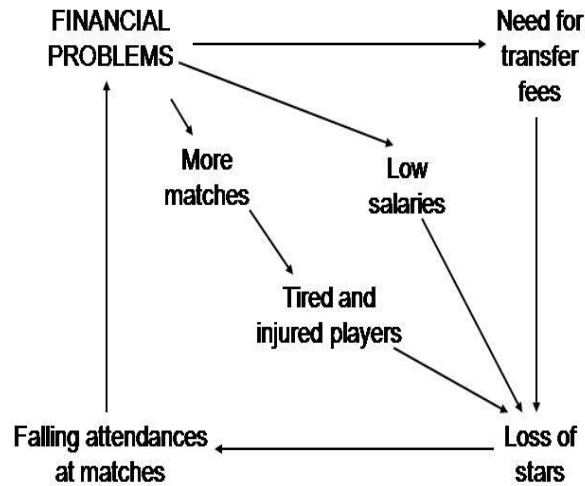 FINANCIAL
PROBLEMS
Need for
transfer
fees
More
matches
Low
salaries
Tired and
injured players
Falling attendances
at matches
Loss of
stars